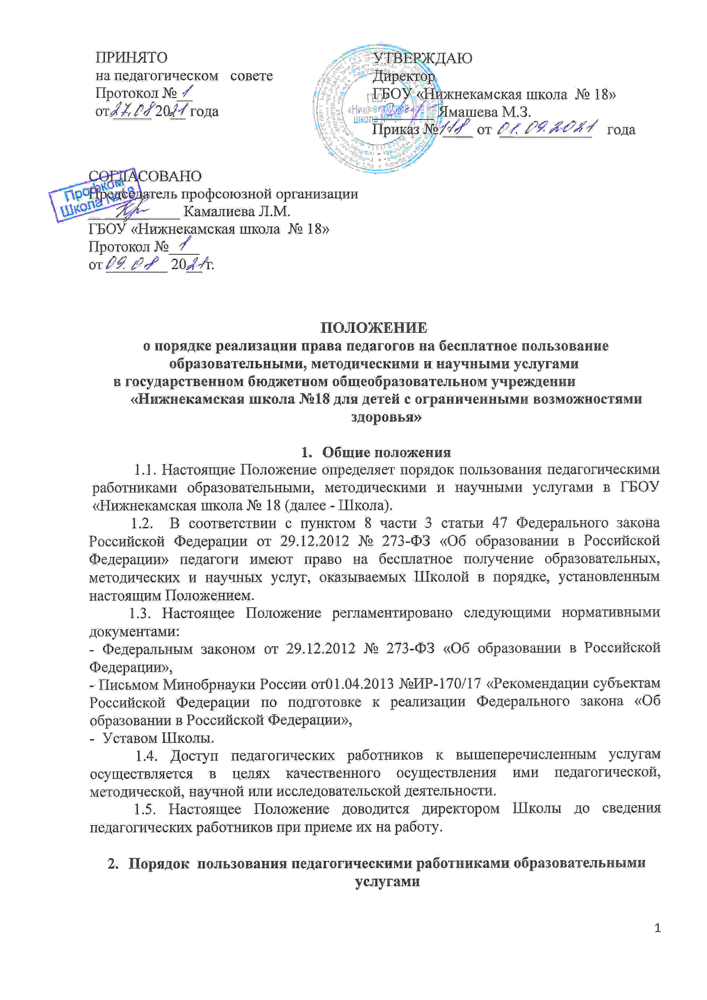 ПРИНЯТО
на педагогическом совете
Протокол № 1
от 27.08 2021 года
УТВЕРЖДАЮ
Директор
ГБОУ «Нижнекамская школа № 18»
Ямашева М.З.
Приказ № 118 от 01.09.2021 года
ГБОУ
«Нижнекамская
школа №18»
СОГЛАСОВАНО
Председатель профсоюзной организации
Камалиева Л.М.
ГБОУ «Нижнекамская школа № 18»
Протокол № 1
от 09.08 2021 г.
Профком
Школа №18
ПОЛОЖЕНИЕ
о порядке реализации права педагогов на бесплатное пользование
образовательными, методическими и научными услугами
в государственном бюджетном общеобразовательном учреждении
«Нижнекамская школа №18 для детей с ограниченными возможностями
здоровья»
1. Общие положения
1.1. Настоящие Положение определяет порядок пользования педагогическими
работниками образовательными, методическими и научными услугами в ГБОУ
«Нижнекамская школа № 18 (далее - Школа).
1.2. В соответствии с пунктом 8 части 3 статьи 47 Федерального закона
Российской Федерации от 29.12.2012 № 273-ФЗ «Об образовании в Российской
Федерации» педагоги имеют право на бесплатное получение образовательных,
методических и научных услуг, оказываемых Школой в порядке, установленным
настоящим Положением.
1.3. Настоящее Положение регламентировано следующими нормативными
документами:
- Федеральным законом от 29.12.2012 № 273-ФЗ «Об образовании в Российской
Федерации»,
- Письмом Минобрнауки России от01.04.2013 №ИР-170/17 «Рекомендации субъектам
Российской Федерации по подготовке к реализации Федерального закона «Об
образовании в Российской Федерации»,
- Уставом Школы.
1.4. Доступ педагогических работников к вышеперечисленным услугам
осуществляется в целях качественного осуществления ими педагогической,
методической, научной или исследовательской деятельности.
1.5. Настоящее Положение доводится директором Школы до сведения
педагогических работников при приеме их на работу.
2. Порядок пользования педагогическими работниками образовательными
услугами
1